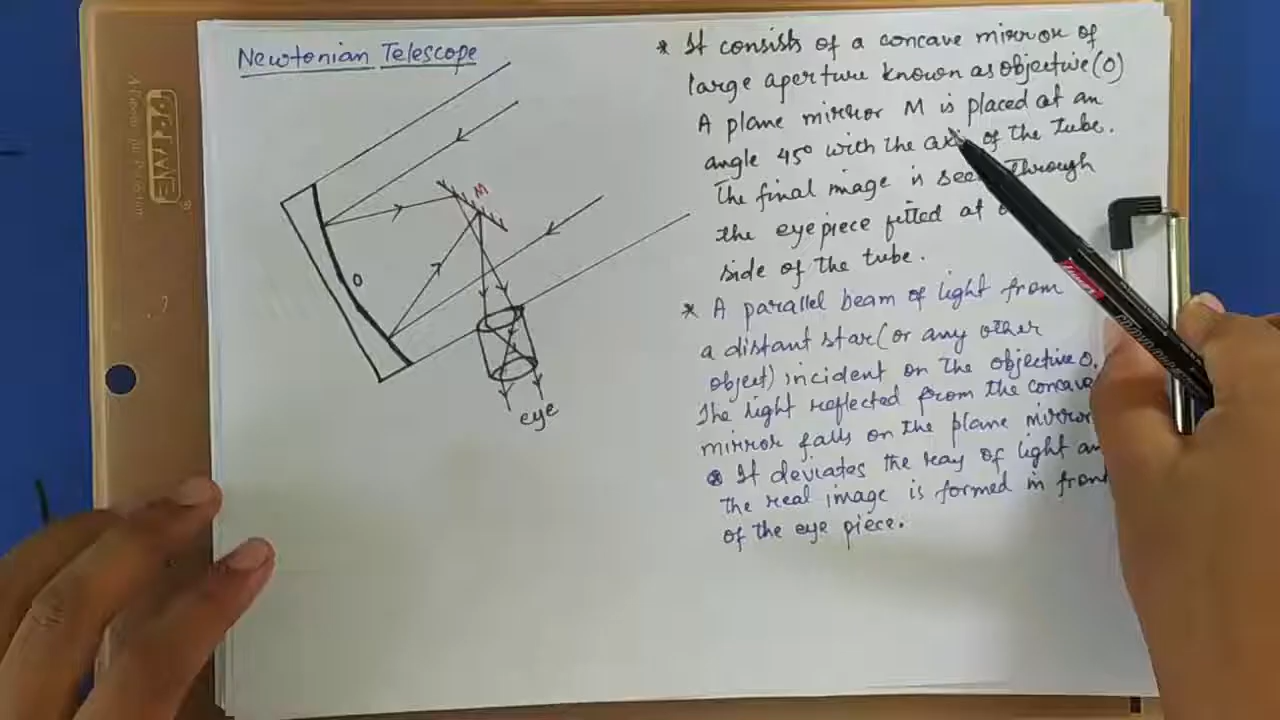 Newtonian Telescope
* It consists of a concave mirror of
large aperture known as objective (O)
A plane mirror M is placed at an
angle 45° with the of the tube.
The final image is through
the eyepiece fitted at
side of the tube.
* A parallel beam of light from
a distant star (or any other
object) incident on the objective O.
The light reflected from the concave
mirror falls on the plane mirror
* It deviates the ray of light
the real image is formed in front
of the eye piece.
M
O
eye